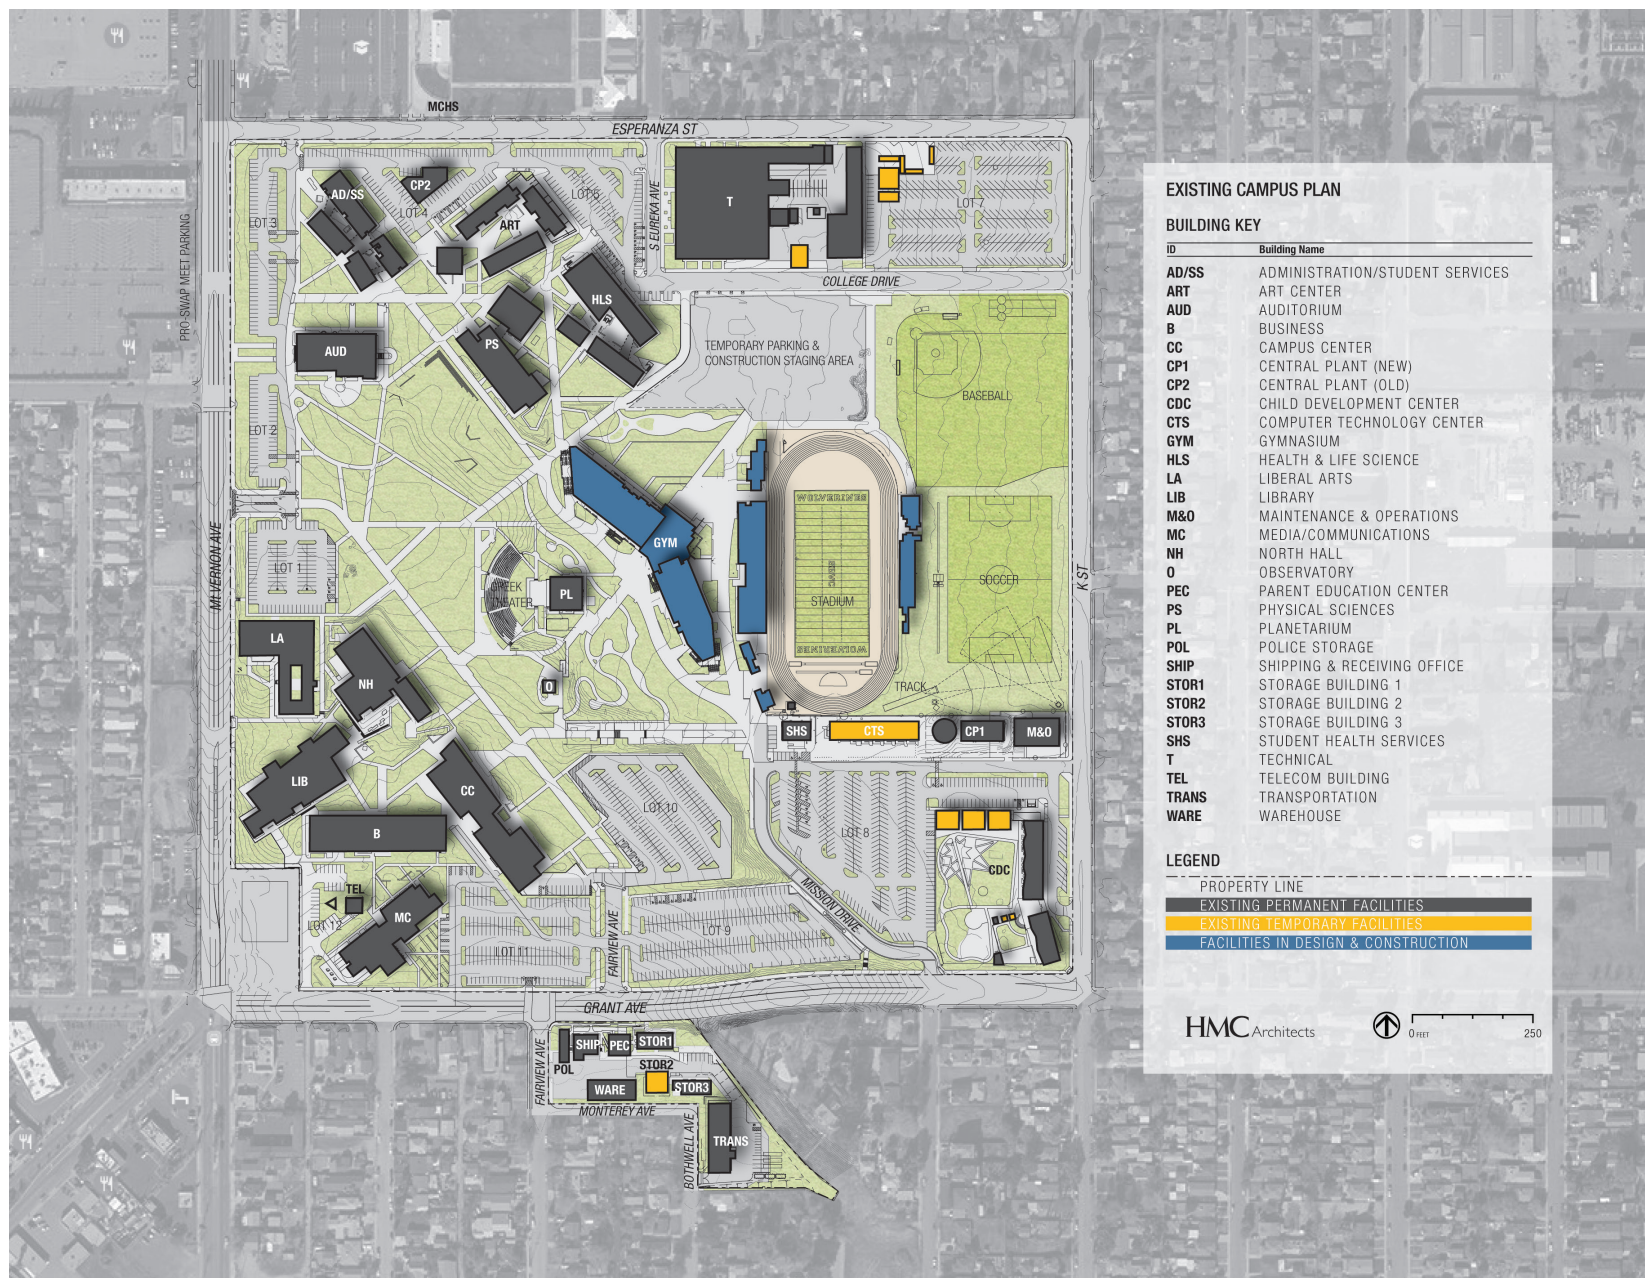 MCHS
ESPERANZA ST
PRO-SWAP MEET PARKING
AD/SS
CP2
LOT 4
LOT 3
ART
LOT 5
S EUREKA AVE
T
LOT 7
COLLEGE DRIVE
HLS
PS
AUD
TEMPORARY PARKING &
CONSTRUCTION STAGING AREA
BASEBALL
LOT 2
Mt VERNON AVE
WOLVERINES
GYM
LOT 1
GREEK
THEATER
PL
SBVC
STADIUM
SOCCER
K ST
WOLVERINES
LA
NH
O
TRACK
SHS
CTS
CP1
M&O
LIB
CC
B
LOT 10
LOT 8
CDC
TEL
MC
LOT 12
LOT 11
FAIRVIEW AVE
LOT 9
MISSION DRIVE
GRANT AVE
FAIRVIEW AVE
POL
SHIP
PEC
STOR1
STOR2
WARE
STOR3
MONTEREY AVE
BOTHWELL AVE
TRANS
EXISTING CAMPUS PLAN
BUILDING KEY
ID Building Name
AD/SS ADMINISTRATION/STUDENT SERVICES
ART ART CENTER
AUD AUDITORIUM
B BUSINESS
CC CAMPUS CENTER
CP1 CENTRAL PLANT (NEW)
CP2 CENTRAL PLANT (OLD)
CDC CHILD DEVELOPMENT CENTER
CTS COMPUTER TECHNOLOGY CENTER
GYM GYMNASIUM
HLS HEALTH & LIFE SCIENCE
LA LIBERAL ARTS
LIB LIBRARY
M&O MAINTENANCE & OPERATIONS
MC MEDIA/COMMUNICATIONS
NH NORTH HALL
O OBSERVATORY
PEC PARENT EDUCATION CENTER
PS PHYSICAL SCIENCES
PL PLANETARIUM
POL POLICE STORAGE
SHIP SHIPPING & RECEIVING OFFICE
STOR1 STORAGE BUILDING 1
STOR2 STORAGE BUILDING 2
STOR3 STORAGE BUILDING 3
SHS STUDENT HEALTH SERVICES
T TECHNICAL
TEL TELECOM BUILDING
TRANS TRANSPORTATION
WARE WAREHOUSE
LEGEND
PROPERTY LINE
EXISTING PERMANENT FACILITIES
EXISTING TEMPORARY FACILITIES
FACILITIES IN DESIGN & CONSTRUCTION
HMC Architects
0 FEET 250